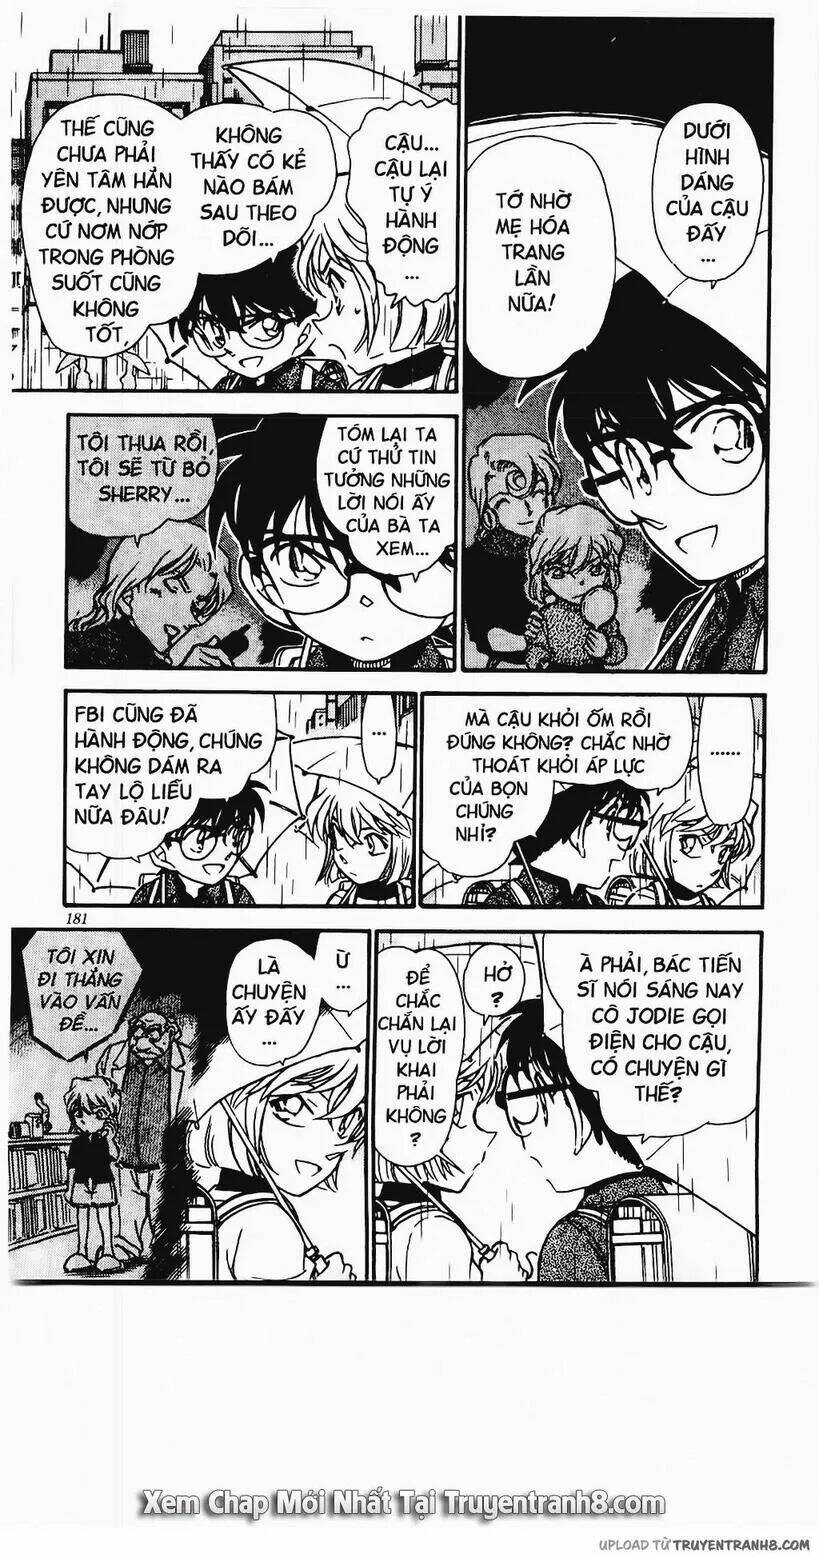 DƯỚI
HÌNH
DÁNG
CỦA CẬU
ĐẤY
...
TỚ NHỜ
MẸ HÓA
TRANG
LẦN
NỮA!
CẬU...
CẬU LẠI
TỰ Ý
HÀNH
ĐỘNG
...
KHÔNG
THẤY CÓ KẺ
NÀO BÁM
SAU THEO
DÕI...
THẾ CŨNG
CHƯA PHẢI
YÊN TÂM HẲN
ĐƯỢC, NHƯNG
CỨ NƠM NỚP
TRONG PHÒNG
SUỐT CŨNG
KHÔNG
TỐT,
TÓM LẠI TA
CỨ THỬ TIN
TƯỞNG NHỮNG
LỜI NÓI ẤY
CỦA BÀ TA
XEM...
TÔI THUA RỒI,
TÔI SẼ TỪ BỎ
SHERRY...
.......
MÀ CẬU KHỎI ỐM RỒI
ĐÚNG KHÔNG? CHẮC NHỜ
THOÁT KHỎI ÁP LỰC
CỦA BỌN
CHÚNG
NHỈ?
...
FBI CŨNG ĐÃ
HÀNH ĐỘNG, CHÚNG
KHÔNG DÁM RA
TAY LỘ LIỄU
NỮA ĐÂU!
181
À PHẢI, BÁC TIẾN
SĨ NÓI SÁNG NAY
CÔ JODIE GỌI
ĐIỆN CHO CẬU,
CÓ CHUYỆN GÌ
THẾ?
HỞ
?
ĐỂ
CHẮC
CHẮN LẠI
VỤ LỜI
KHAI
PHẢI
KHÔNG
?
Ừ
...
LÀ
CHUYỆN
ẤY ĐẤY
...
TÔI XIN
ĐI THẲNG
VÀO VẤN
ĐỀ...
Xem Chap Mới Nhất Tại Truyentranh8.com
UPLOAD TỪ TRUYENTRANH8.COM